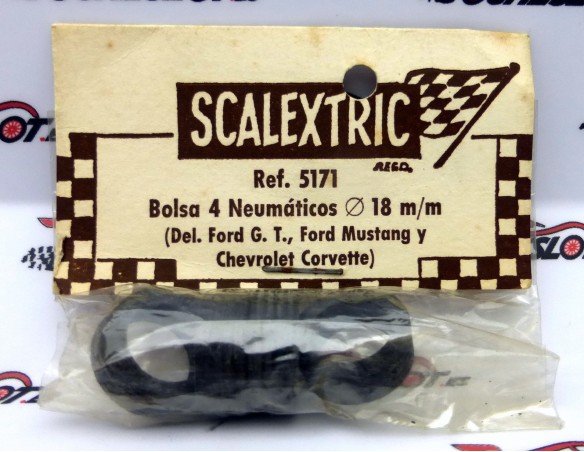 SCALEXTRIC
REGD.
Ref. 5171
Bolsa 4 Neumáticos ∅ 18 m/m
(Del. Ford G. T., Ford Mustang y
Chevrolet Corvette)